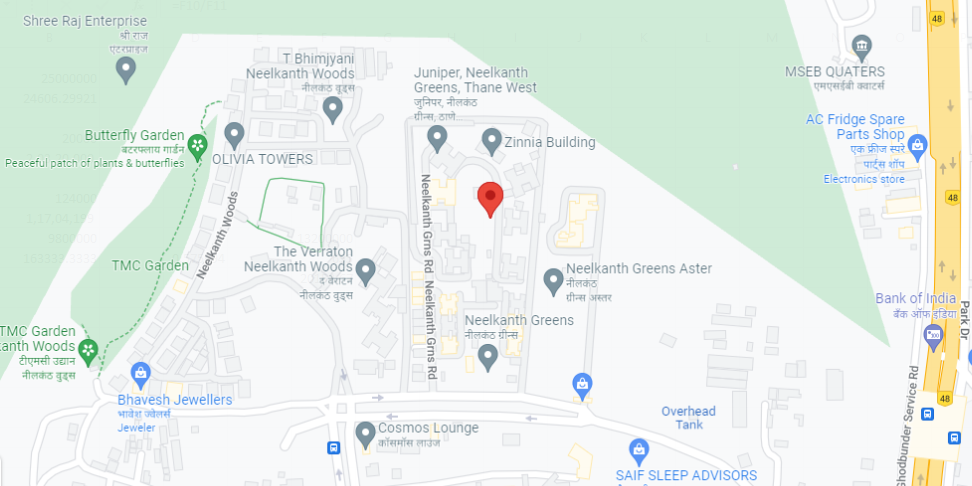 Shree Raj Enterprise
श्री राज
एंटरप्राइज
T Bhimjyani
Neelkanth Woods
नीलकंठ वुड्स
Juniper, Neelkanth
Greens, Thane West
जुनिपर, नीलकंठ
ग्रीन्स, ठाणे
Zinnia Building
48
MSEB QUATERS
एमएसईबी क्वार्टर्स
AC Fridge Spare
Parts Shop
एक फ्रीज स्परे
पार्ट्स शॉप
Electronics store
Butterfly Garden
बटरफ्लाय गार्डन
Peaceful patch of plants & butterflies
OLIVIA TOWERS
48
Neelkanth Woods
Neelkanth Grns Rd
Neelkanth Grns Rd
The Verraton
Neelkanth Woods
द वेराटन
नीलकंठ वुड्स
TMC Garden
Neelkanth Greens Aster
नीलकंठ
ग्रीन्स अस्तर
Bank of India
बँक ऑफ इंडिया
Park Dr
Neelkanth Greens
नीलकंठ ग्रीन्स
TMC Garden
kanth Woods
टीएमसी उद्यान
नीलकंठ वुड्स
Bhavesh Jewellers
भावेश ज्वेलर्स
Jeweler
48
Ghodbunder Service Rd
Overhead
Tank
Cosmos Lounge
कॉसमॉस लाउंज
SAIF SLEEP ADVISORS